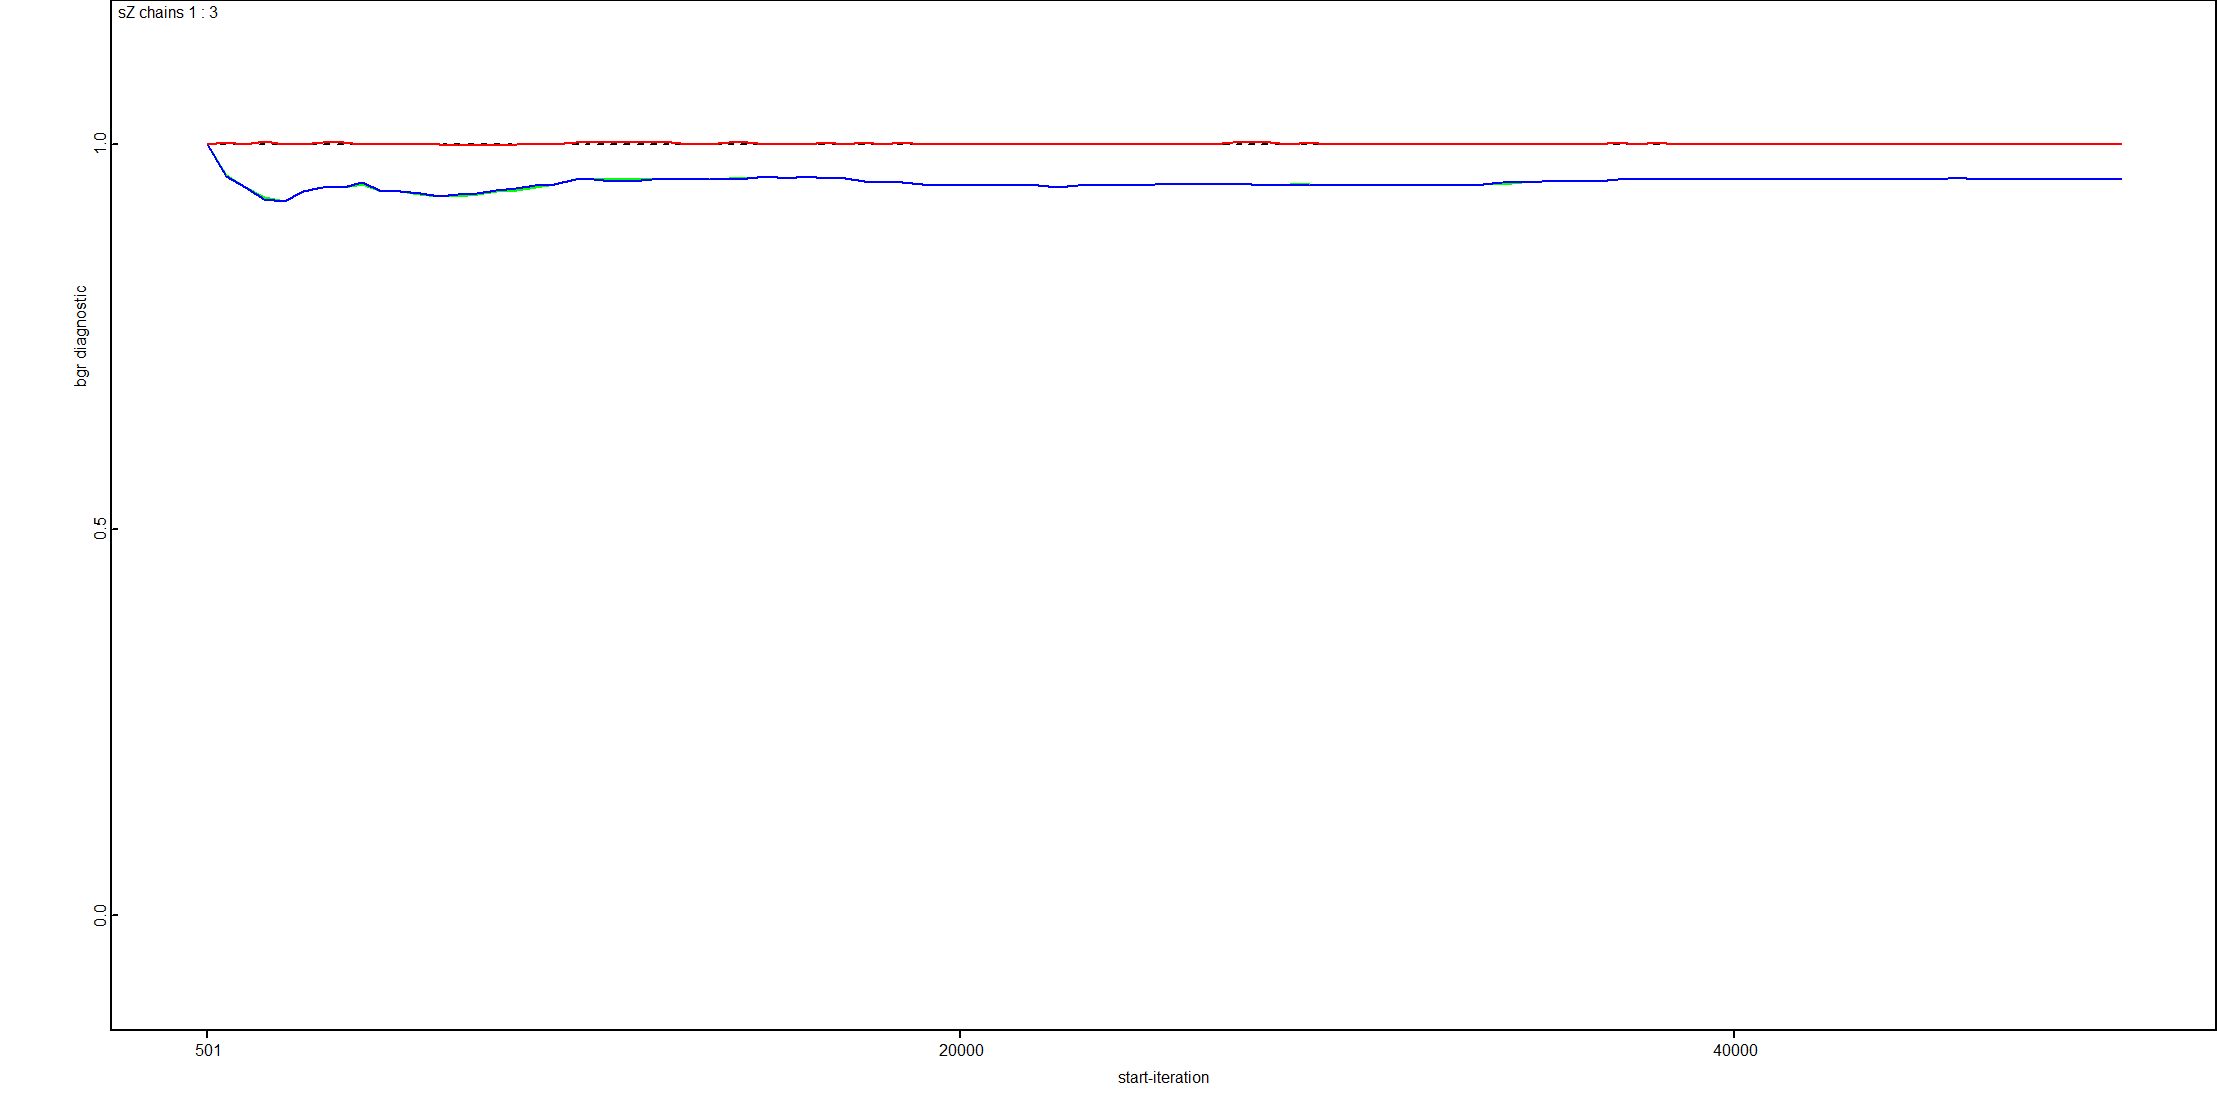 sZ chains 1 : 3
1.0
bgr diagnostic
0.5
0.0
501
20000
40000
start-iteration